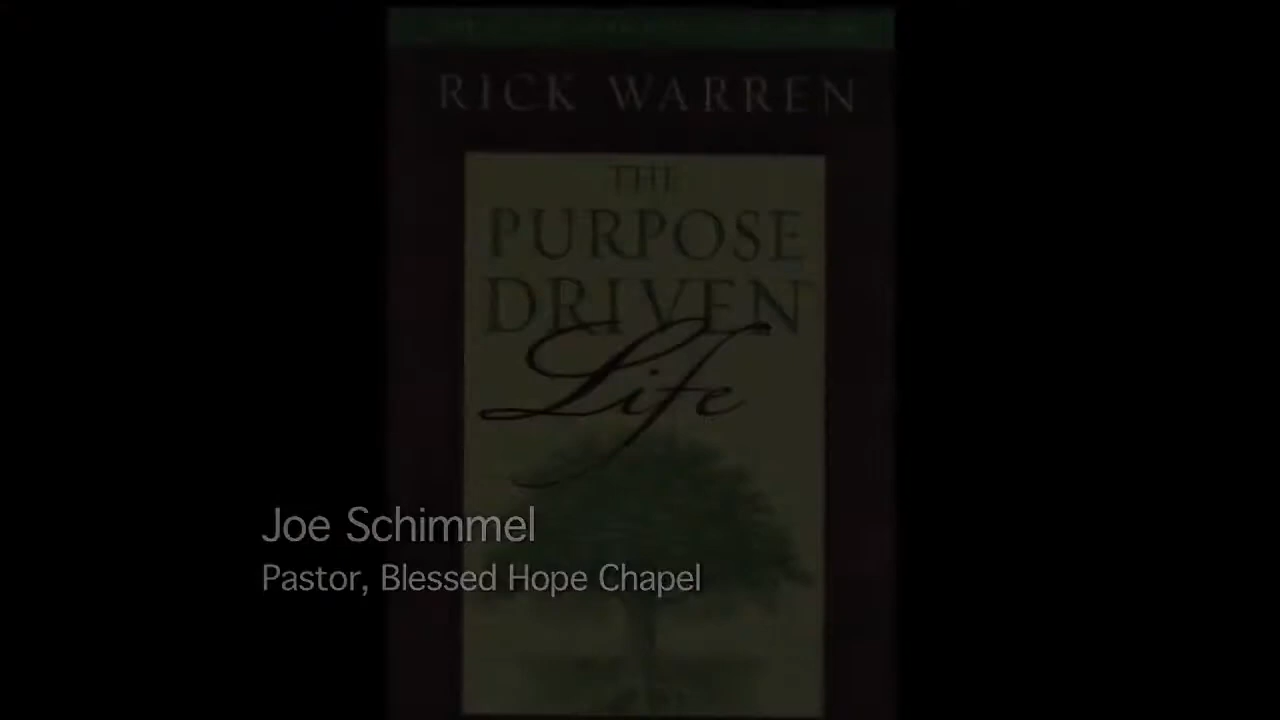 RICK WARREN
THE
PURPOSE
DRIVEN
Life
Joe Schimmel
Pastor, Blessed Hope Chapel